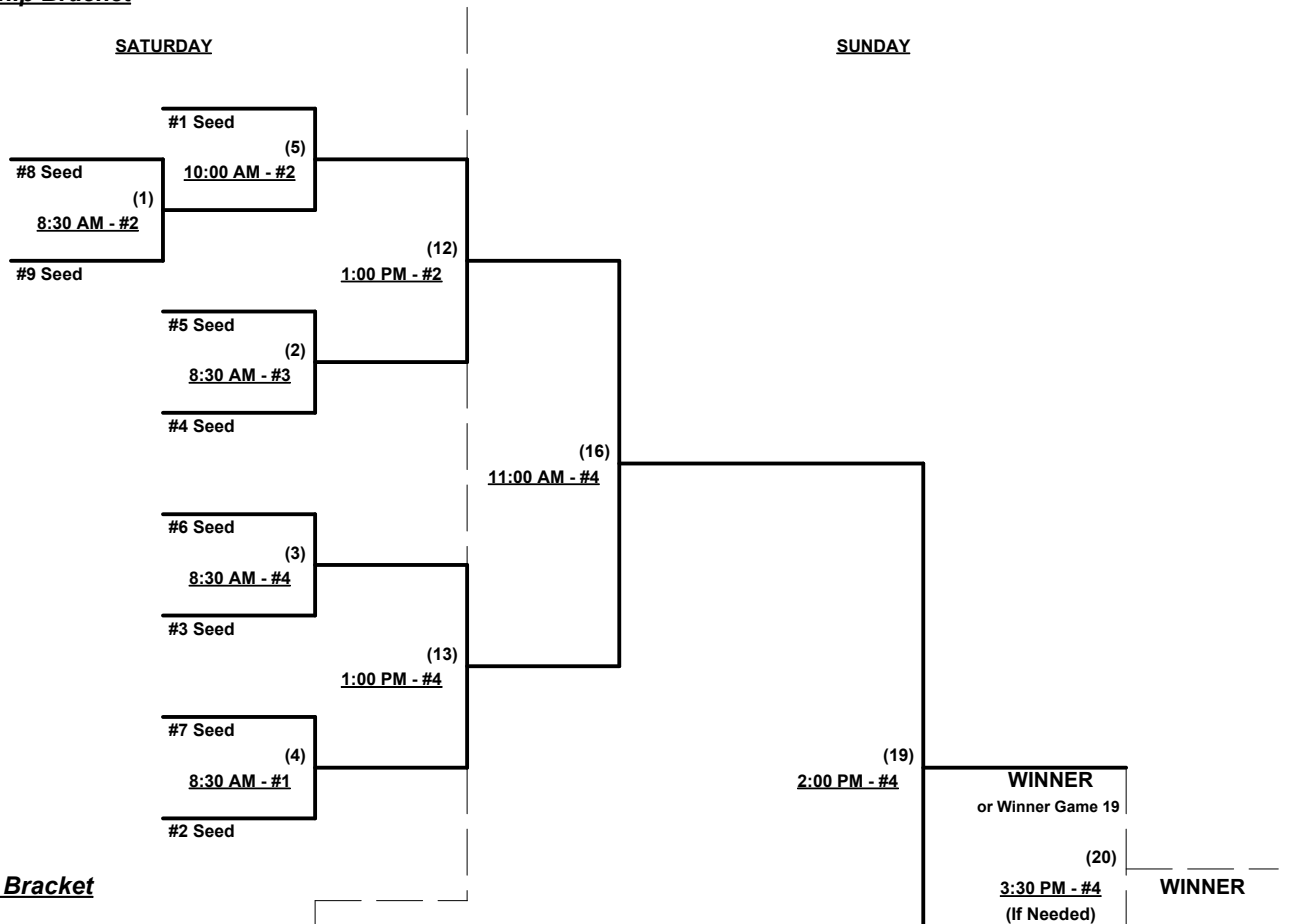 Bracket
SATURDAY
SUNDAY
#1 Seed
(5)
#8 Seed
10:00 AM - #2
(1)
8:30 AM - #2
(12)
#9 Seed
1:00 PM - #2
#5 Seed
(2)
8:30 AM - #3
#4 Seed
(16)
11:00 AM - #4
#6 Seed
(3)
8:30 AM - #4
#3 Seed
(13)
1:00 PM - #4
#7 Seed
(4)
(19)
8:30 AM - #1
2:00 PM - #4
WINNER
or Winner Game 19
#2 Seed
(20)
Bracket
3:30 PM - #4
WINNER
(If Needed)